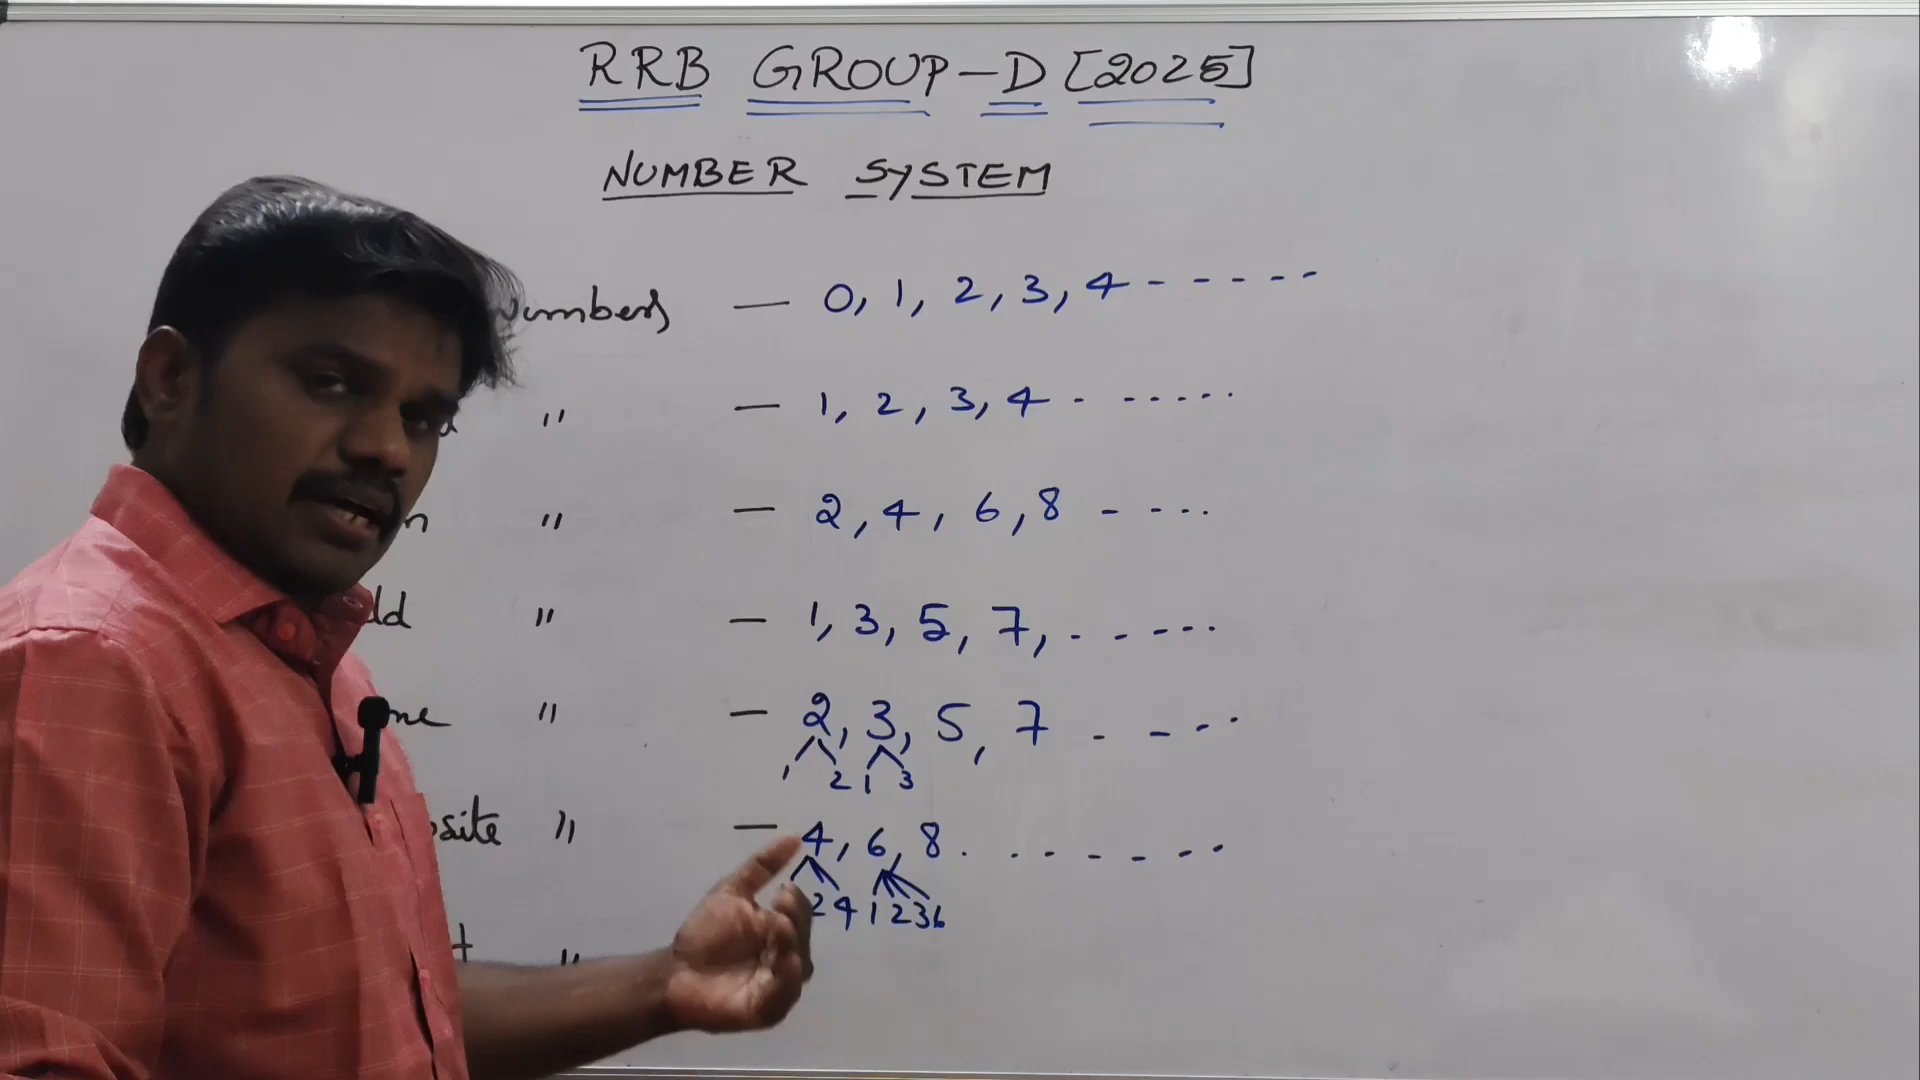 RRB GROUP-D [2025]
NUMBER SYSTEM
Numbers — 0, 1, 2, 3, 4 - - - - -
" — 1, 2, 3, 4 - - - - - -
" — 2, 4, 6, 8 - - - - -
dd " — 1, 3, 5, 7, - - - - - -
me " — 2, 3, 5, 7 - - - -
1 2 1 3
site " — 4, 6, 8 . . - - - - -
2 4 1 2 3 6
"